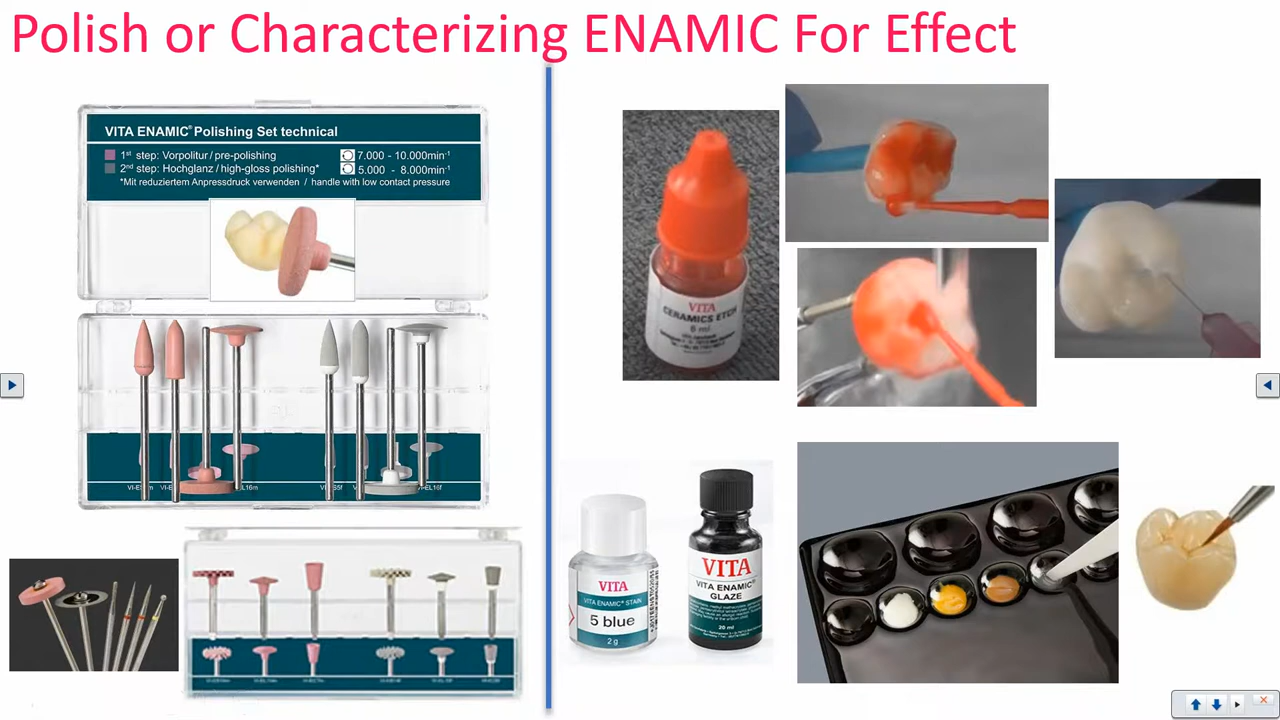 Polish or Characterizing ENAMIC For Effect
VITA ENAMIC® Polishing Set technical
1st step: Vorpolitur / pre-polishing 7.000 - 10.000min-1
2nd step: Hochglanz / high-gloss polishing* 5.000 - 8.000min-1
*Mit reduziertem Anpressdruck verwenden / handle with low contact pressure
VITA
CERAMICS ETCH
6 ml
VITA
VITA ENAMIC® STAIN
5 blue
2 g
VITA
VITA ENAMIC®
GLAZE
20 ml